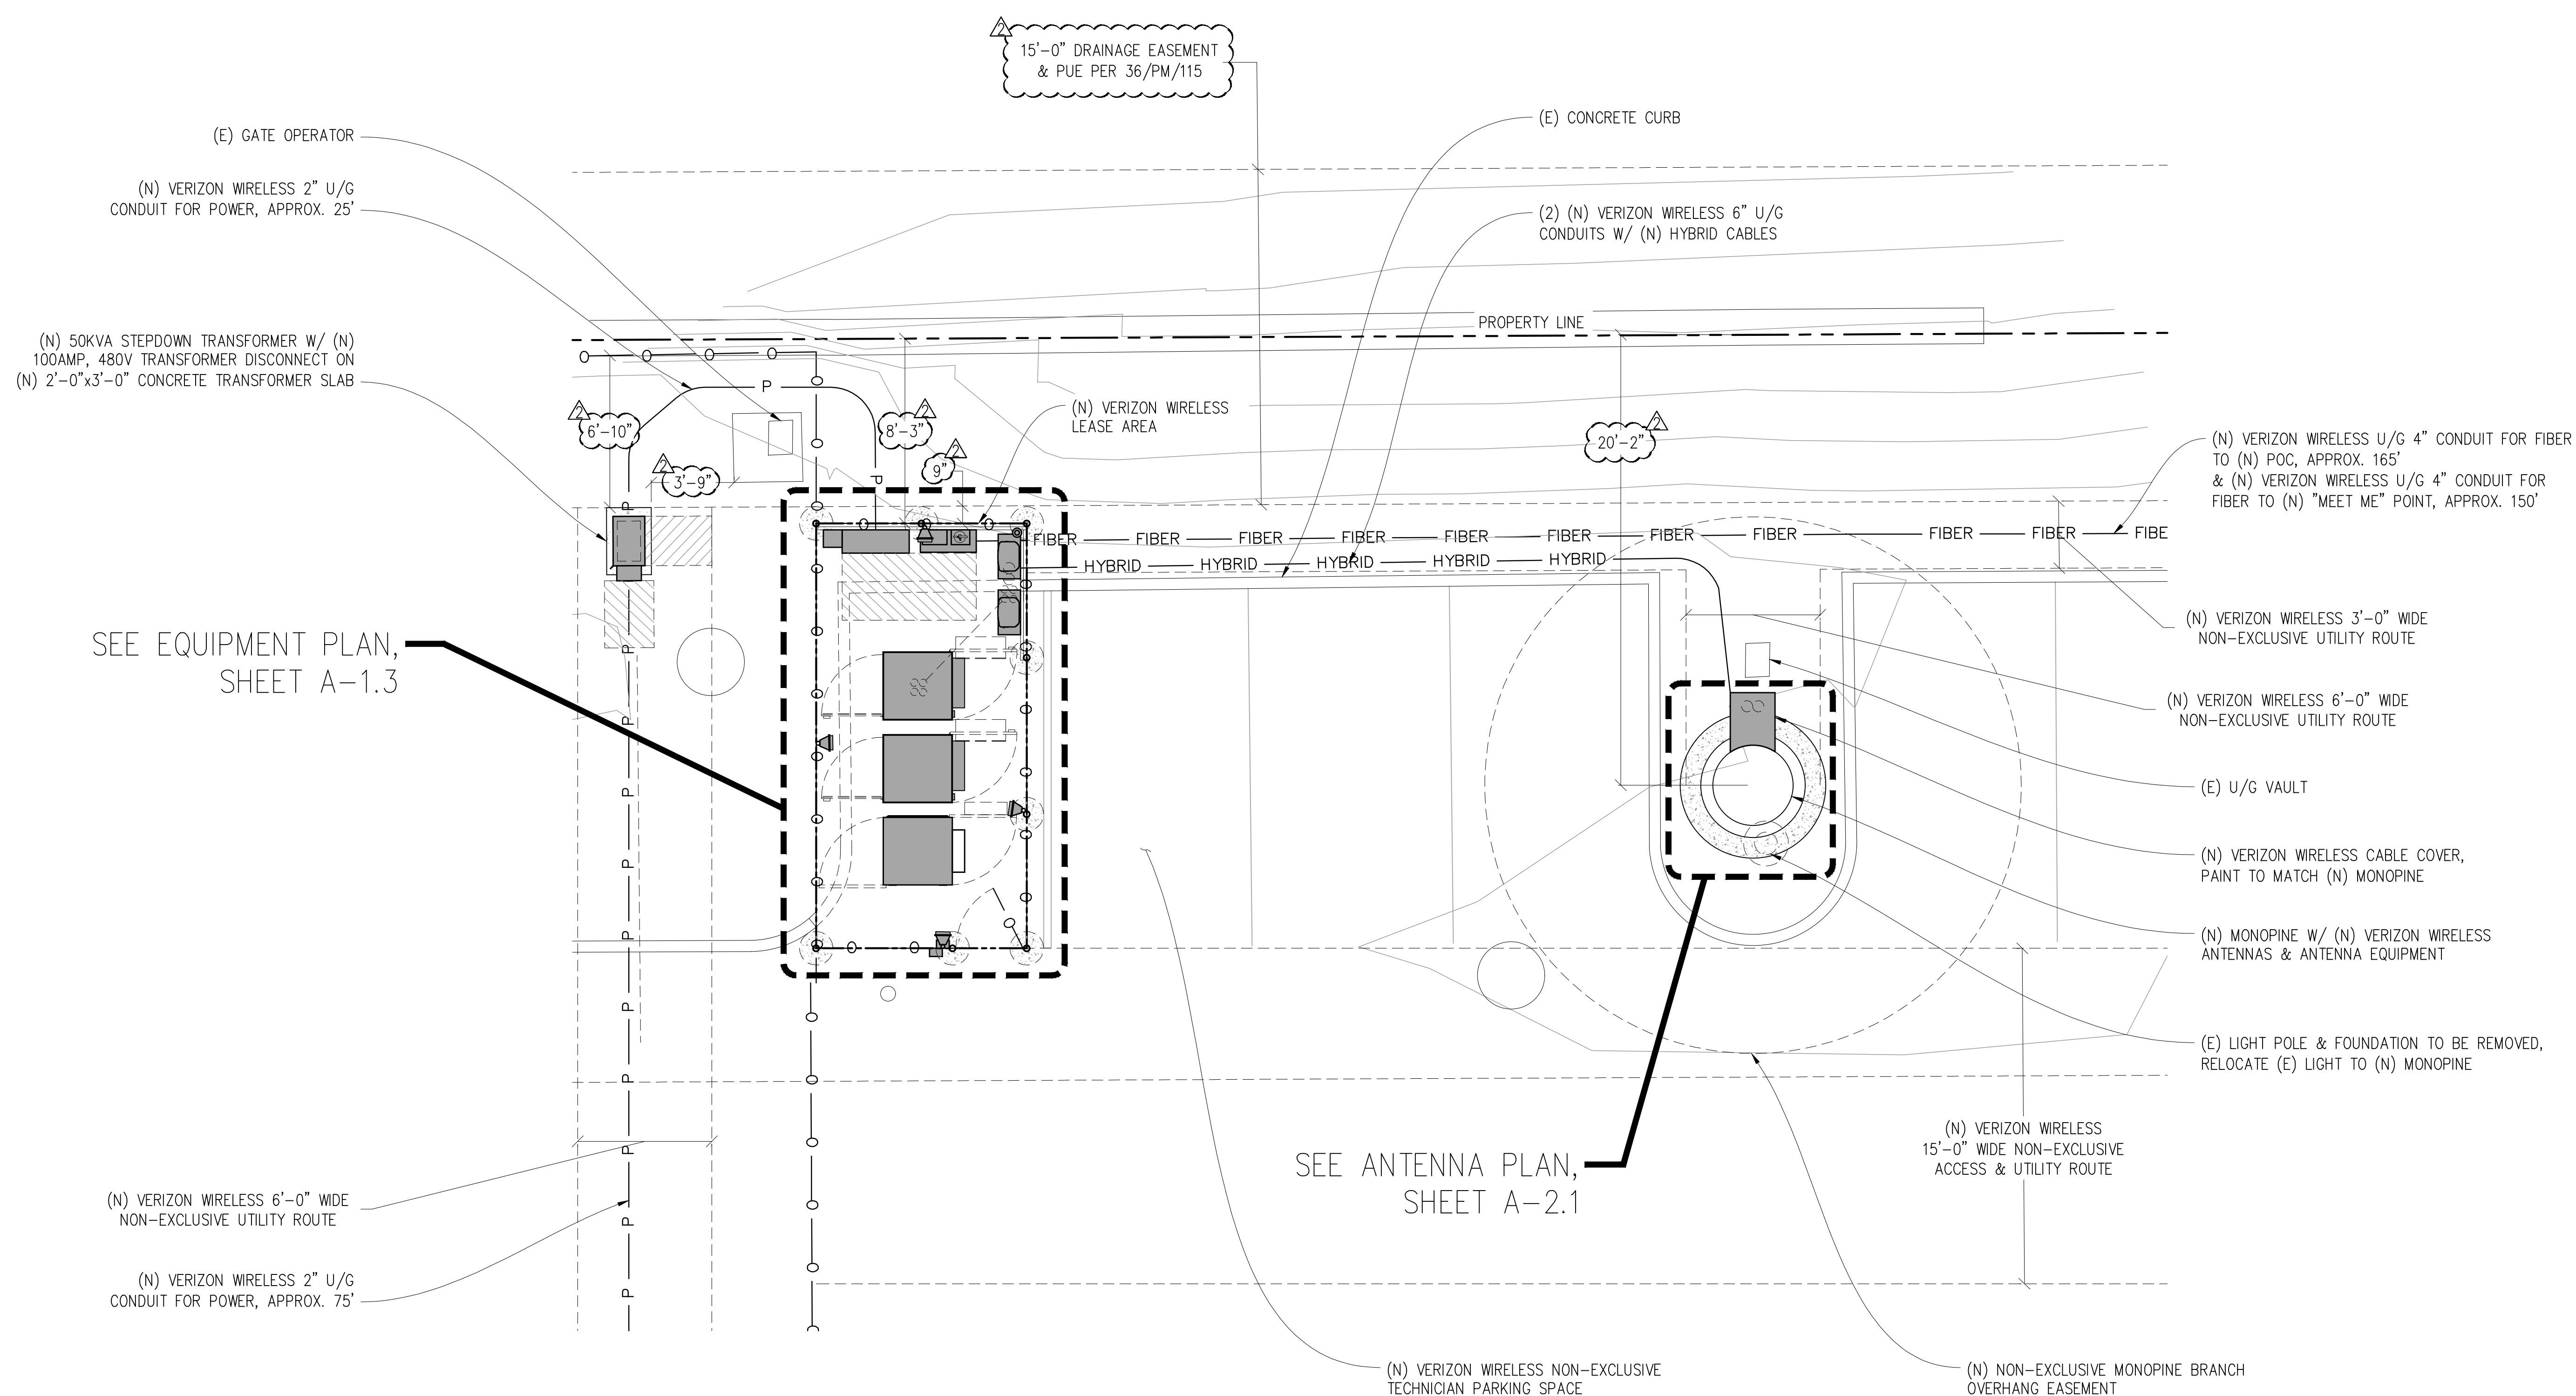 2
15'-0" DRAINAGE EASEMENT
& PUE PER 36/PM/115
(E) GATE OPERATOR
(N) VERIZON WIRELESS 2" U/G
CONDUIT FOR POWER, APPROX. 25'
(N) 50KVA STEPDOWN TRANSFORMER W/ (N)
100AMP, 480V TRANSFORMER DISCONNECT ON
(N) 2'-0"x3'-0" CONCRETE TRANSFORMER SLAB
SEE EQUIPMENT PLAN,
SHEET A-1.3
(N) VERIZON WIRELESS 6'-0" WIDE
NON-EXCLUSIVE UTILITY ROUTE
(N) VERIZON WIRELESS 2" U/G
CONDUIT FOR POWER, APPROX. 75'
(E) CONCRETE CURB
(2) (N) VERIZON WIRELESS 6" U/G
CONDUITS W/ (N) HYBRID CABLES
PROPERTY LINE
(N) VERIZON WIRELESS
LEASE AREA
2
6'-10"
2
3'-9"
2
8'-3"
2
9"
2
20'-2"
P
P
P
P
P
P
P
P
P
P
P
P
P
P
FIBER FIBER FIBER FIBER FIBER FIBER FIBER FIBER FIBER FIBER FIBE
HYBRID HYBRID HYBRID HYBRID HYBRID
(N) VERIZON WIRELESS U/G 4" CONDUIT FOR FIBER
TO (N) POC, APPROX. 165'
& (N) VERIZON WIRELESS U/G 4" CONDUIT FOR
FIBER TO (N) "MEET ME" POINT, APPROX. 150'
(N) VERIZON WIRELESS 3'-0" WIDE
NON-EXCLUSIVE UTILITY ROUTE
(N) VERIZON WIRELESS 6'-0" WIDE
NON-EXCLUSIVE UTILITY ROUTE
(E) U/G VAULT
(N) VERIZON WIRELESS CABLE COVER,
PAINT TO MATCH (N) MONOPINE
(N) MONOPINE W/ (N) VERIZON WIRELESS
ANTENNAS & ANTENNA EQUIPMENT
(E) LIGHT POLE & FOUNDATION TO BE REMOVED,
RELOCATE (E) LIGHT TO (N) MONOPINE
(N) VERIZON WIRELESS
15'-0" WIDE NON-EXCLUSIVE
ACCESS & UTILITY ROUTE
SEE ANTENNA PLAN,
SHEET A-2.1
(N) VERIZON WIRELESS NON-EXCLUSIVE
TECHNICIAN PARKING SPACE
(N) NON-EXCLUSIVE MONOPINE BRANCH
OVERHANG EASEMENT